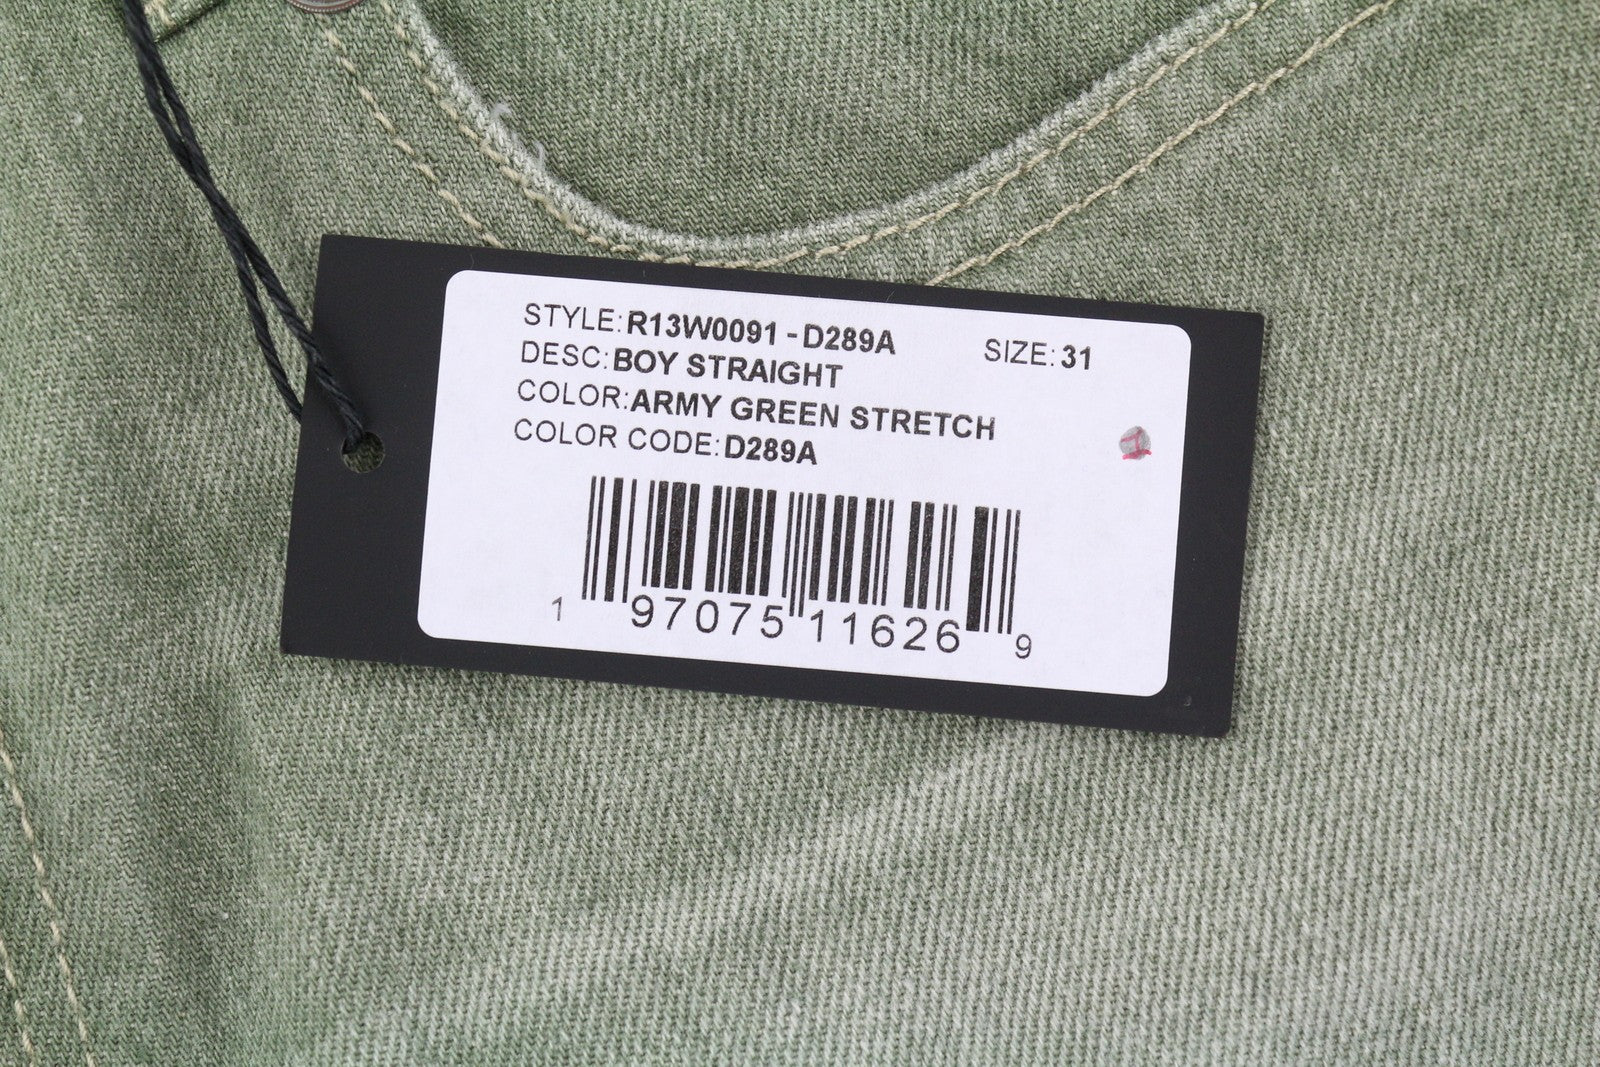 STYLE: R13W0091 - D289A SIZE: 31
DESC: BOY STRAIGHT
COLOR: ARMY GREEN STRETCH
COLOR CODE: D289A
1 97075 11626 9